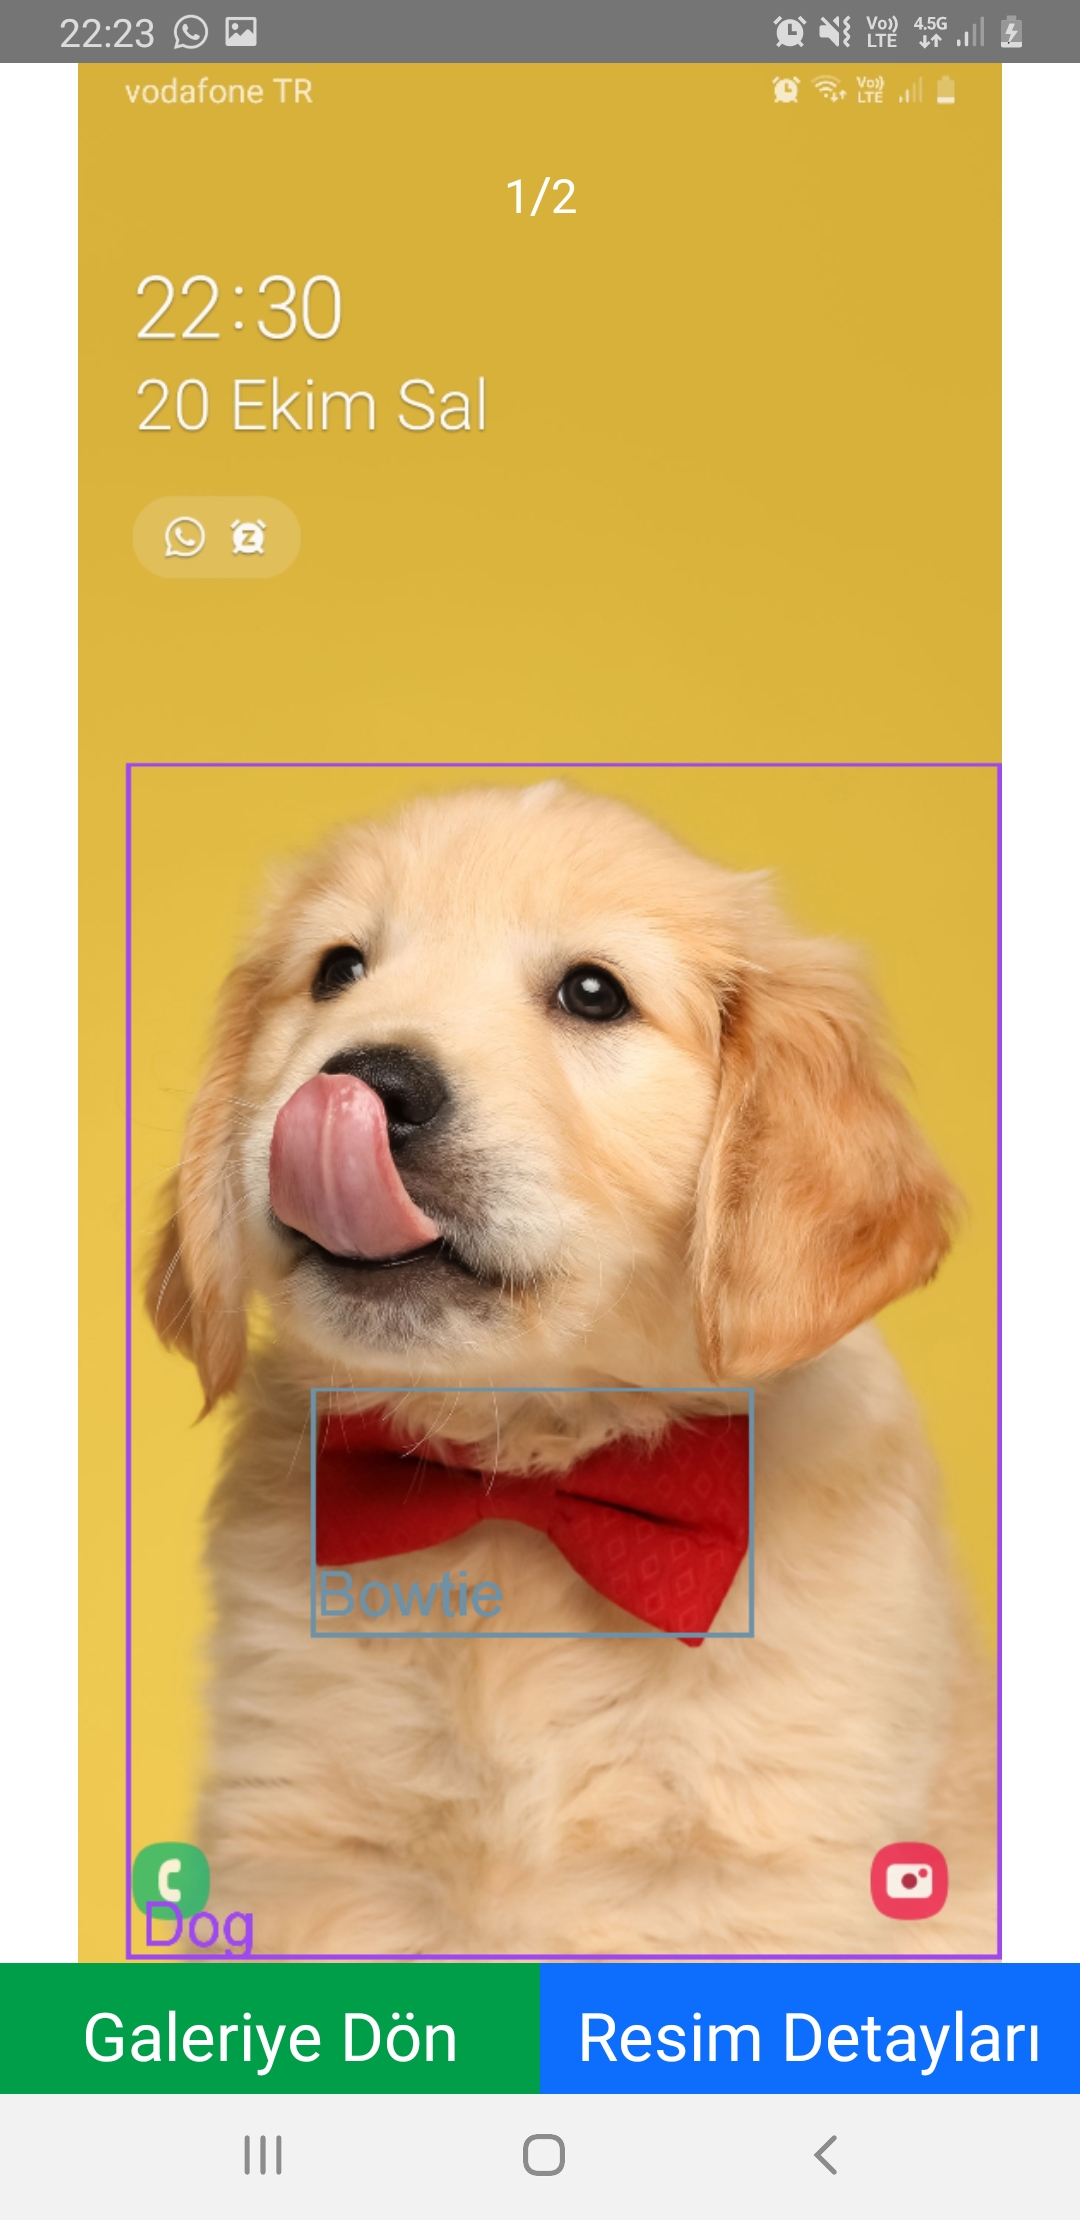 22:23
Vo))
LTE
4.5G
vodafone TR
Vo))
LTE
1/2
22:30
20 Ekim Sal
Bowtie
Dog
Galeriye Dön
Resim Detayları